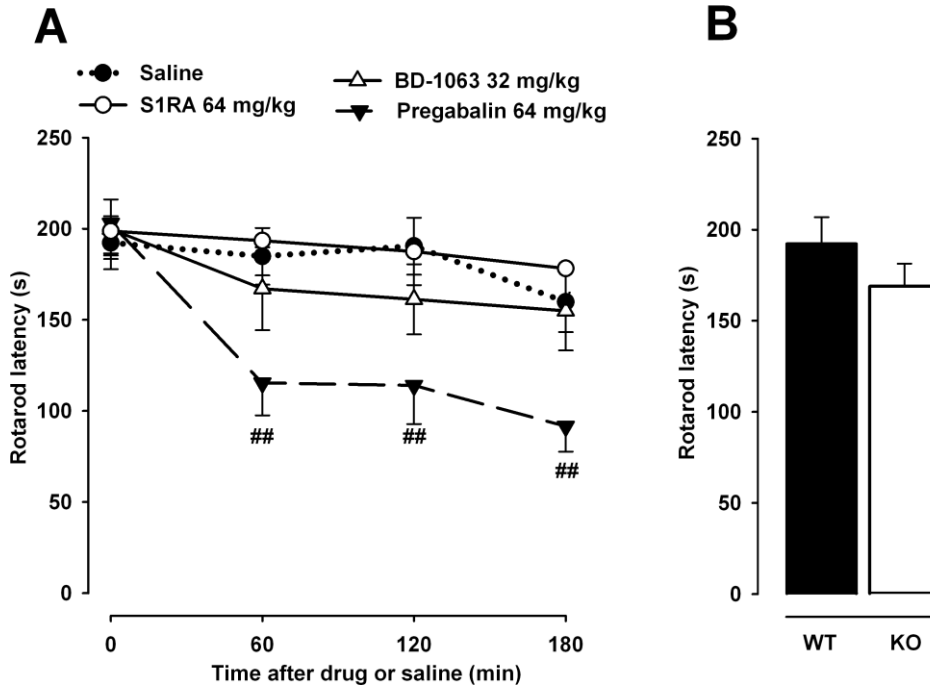 A
B
Saline
BD-1063 32 mg/kg
S1RA 64 mg/kg
Pregabalin 64 mg/kg
250
200
150
100
50
0
Rotarod latency (s)
##
##
##
0
60
120
180
Time after drug or saline (min)
250
200
150
100
50
0
Rotarod latency (s)
WT
KO